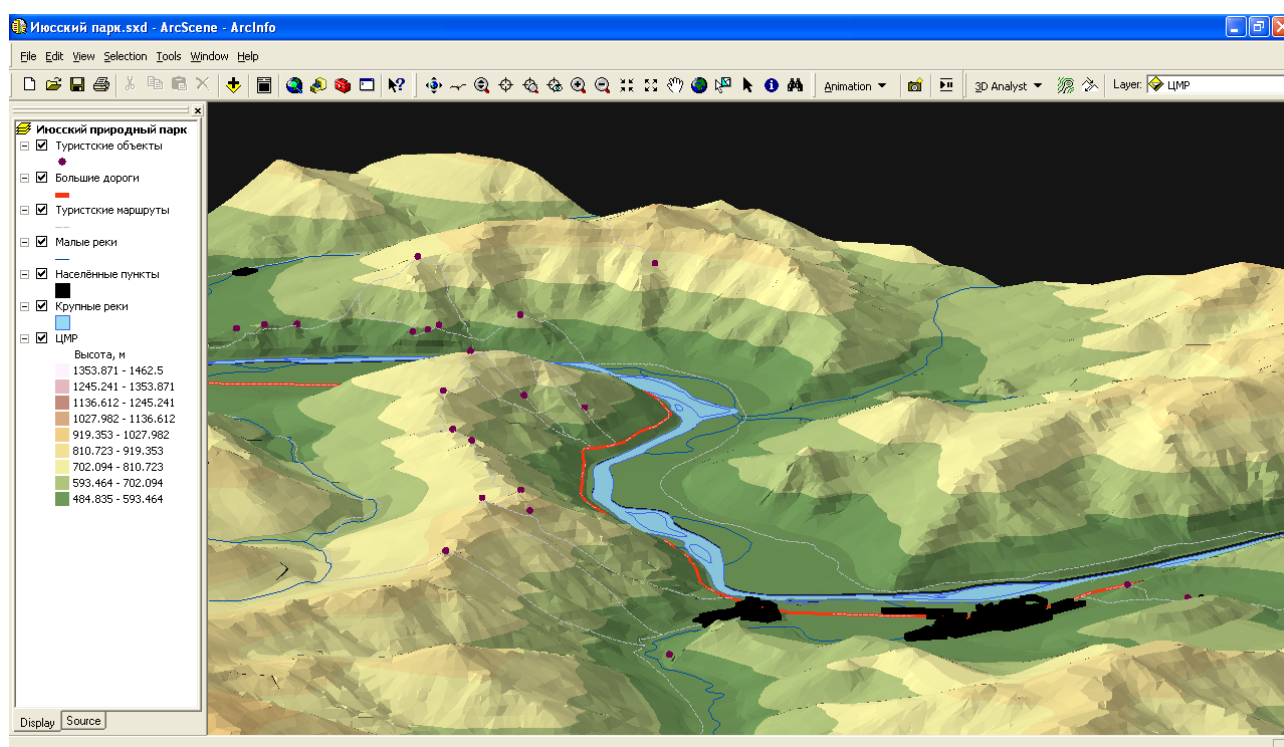 Июсский парк.sxd - ArcScene - ArcInfo
File Edit View Selection Tools Window Help
Animation 3D Analyst Layer: ЦМР
Июсский природный парк
Туристские объекты
Большие дороги
Туристские маршруты
Малые реки
Населённые пункты
Крупные реки
ЦМР
Высота, м
1353.871 - 1462.5
1245.241 - 1353.871
1136.612 - 1245.241
1027.982 - 1136.612
919.353 - 1027.982
810.723 - 919.353
702.094 - 810.723
593.464 - 702.094
484.835 - 593.464
Display Source